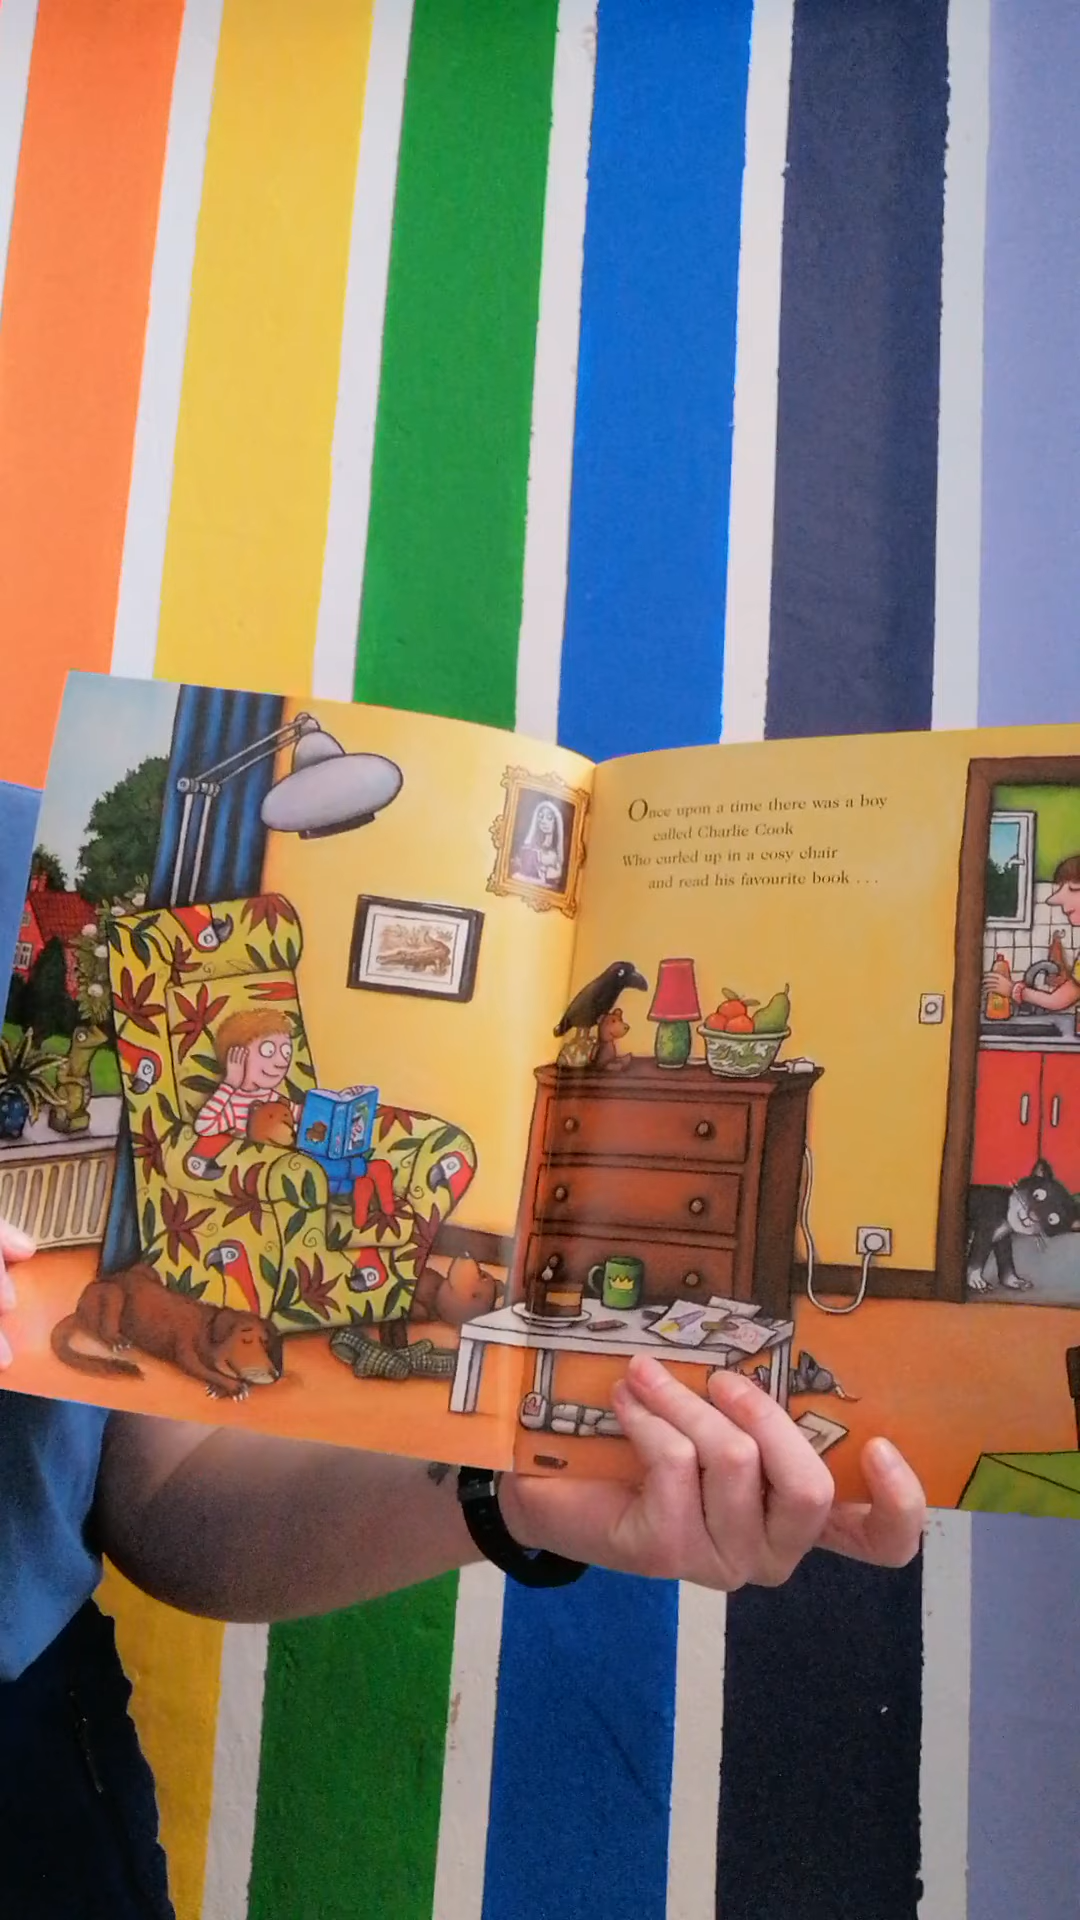 Once upon a time there was a boy
called Charlie Cook
Who curled up in a cosy chair
and read his favourite book . . .